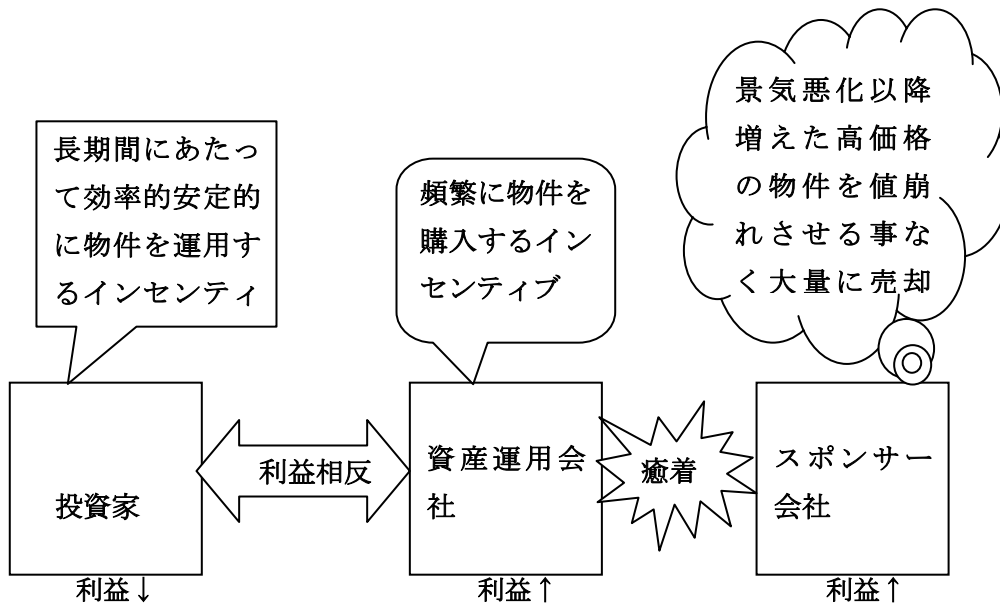 長期間にあたっ
て効率的安定的
に物件を運用す
るインセンティ
頻繁に物件を
購入するイン
センティブ
景気悪化以降
増えた高価格
の物件を値崩
れさせる事な
く大量に売却
投資家
利益相反
資産運用会
社
癒着
スポンサー
会社
利益↓
利益↑
利益↑